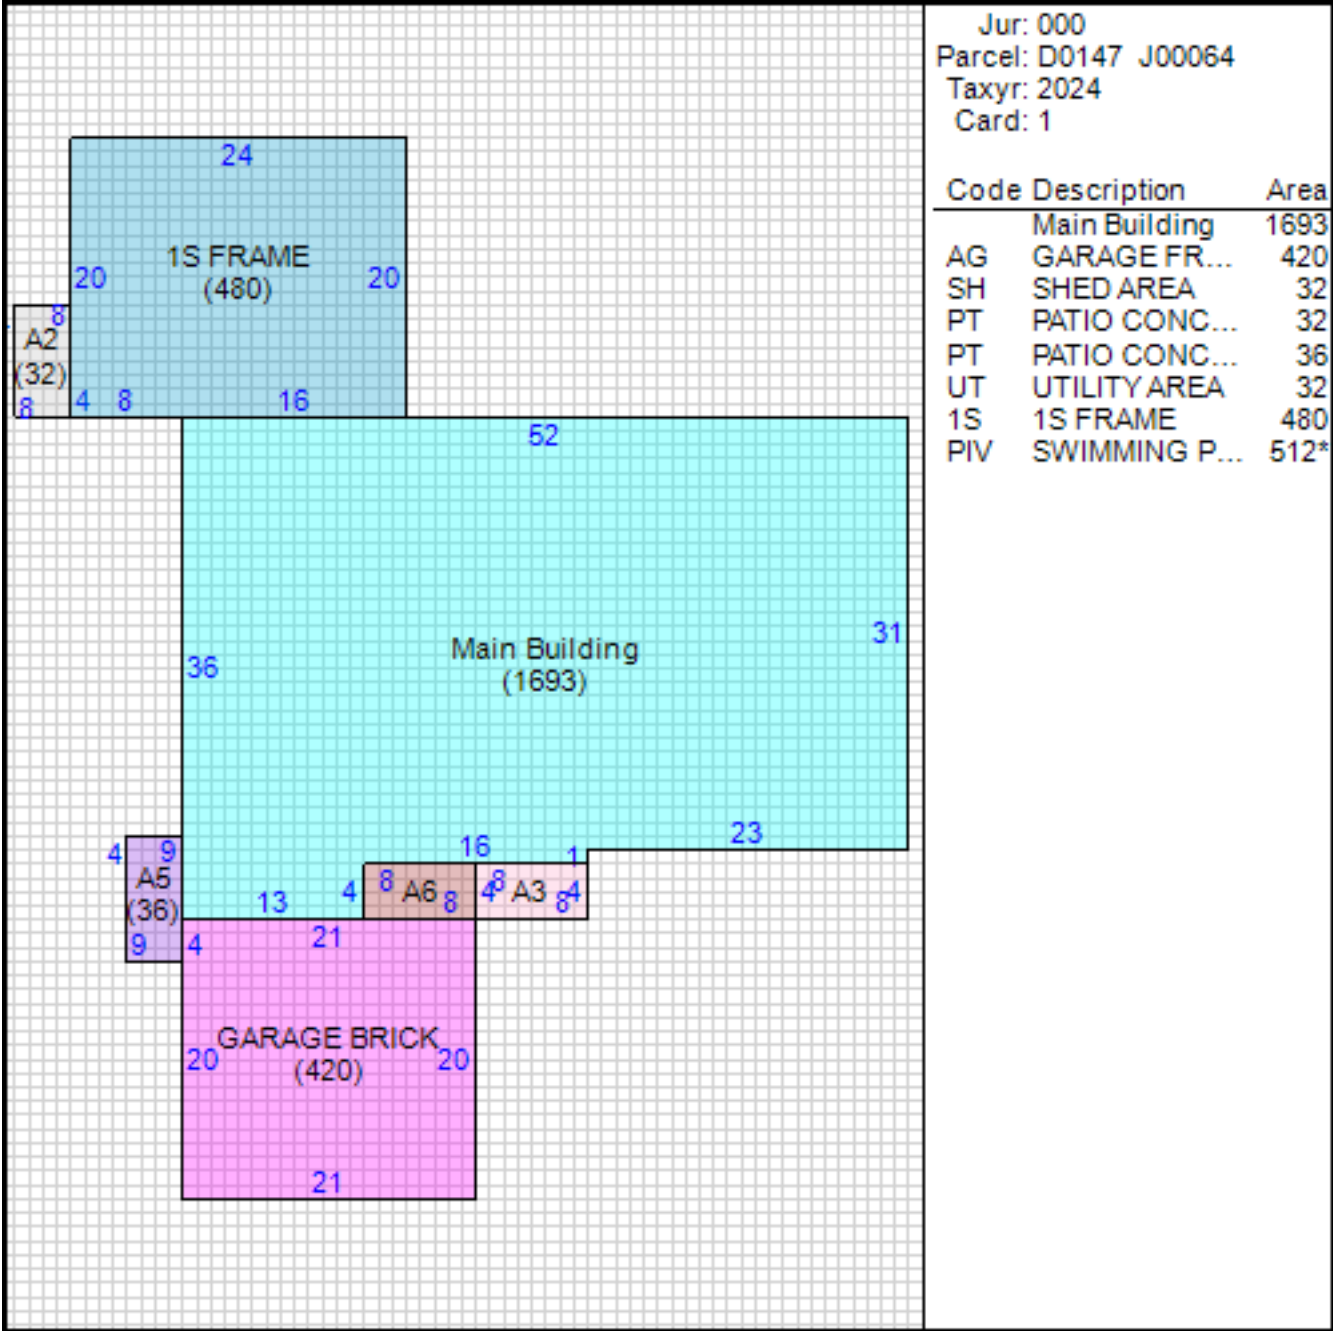 Jur: 000
Parcel: D0147 J00064
Taxyr: 2024
Card: 1
Code Description Area
Main Building 1693
AG GARAGE FR... 420
SH SHED AREA 32
PT PATIO CONC... 32
PT PATIO CONC... 36
UT UTILITY AREA 32
1S 1S FRAME 480
PIV SWIMMING P... 512*
24
1S FRAME
(480)
20 20
8
A2
(32)
8 4 8 16
52
31
Main Building
(1693)
36
23
16 1
4 9
A5
(36)
9 4
13 4 8 A6 8 4 8 A3 8 4
21
GARAGE BRICK
(420)
20 20
21